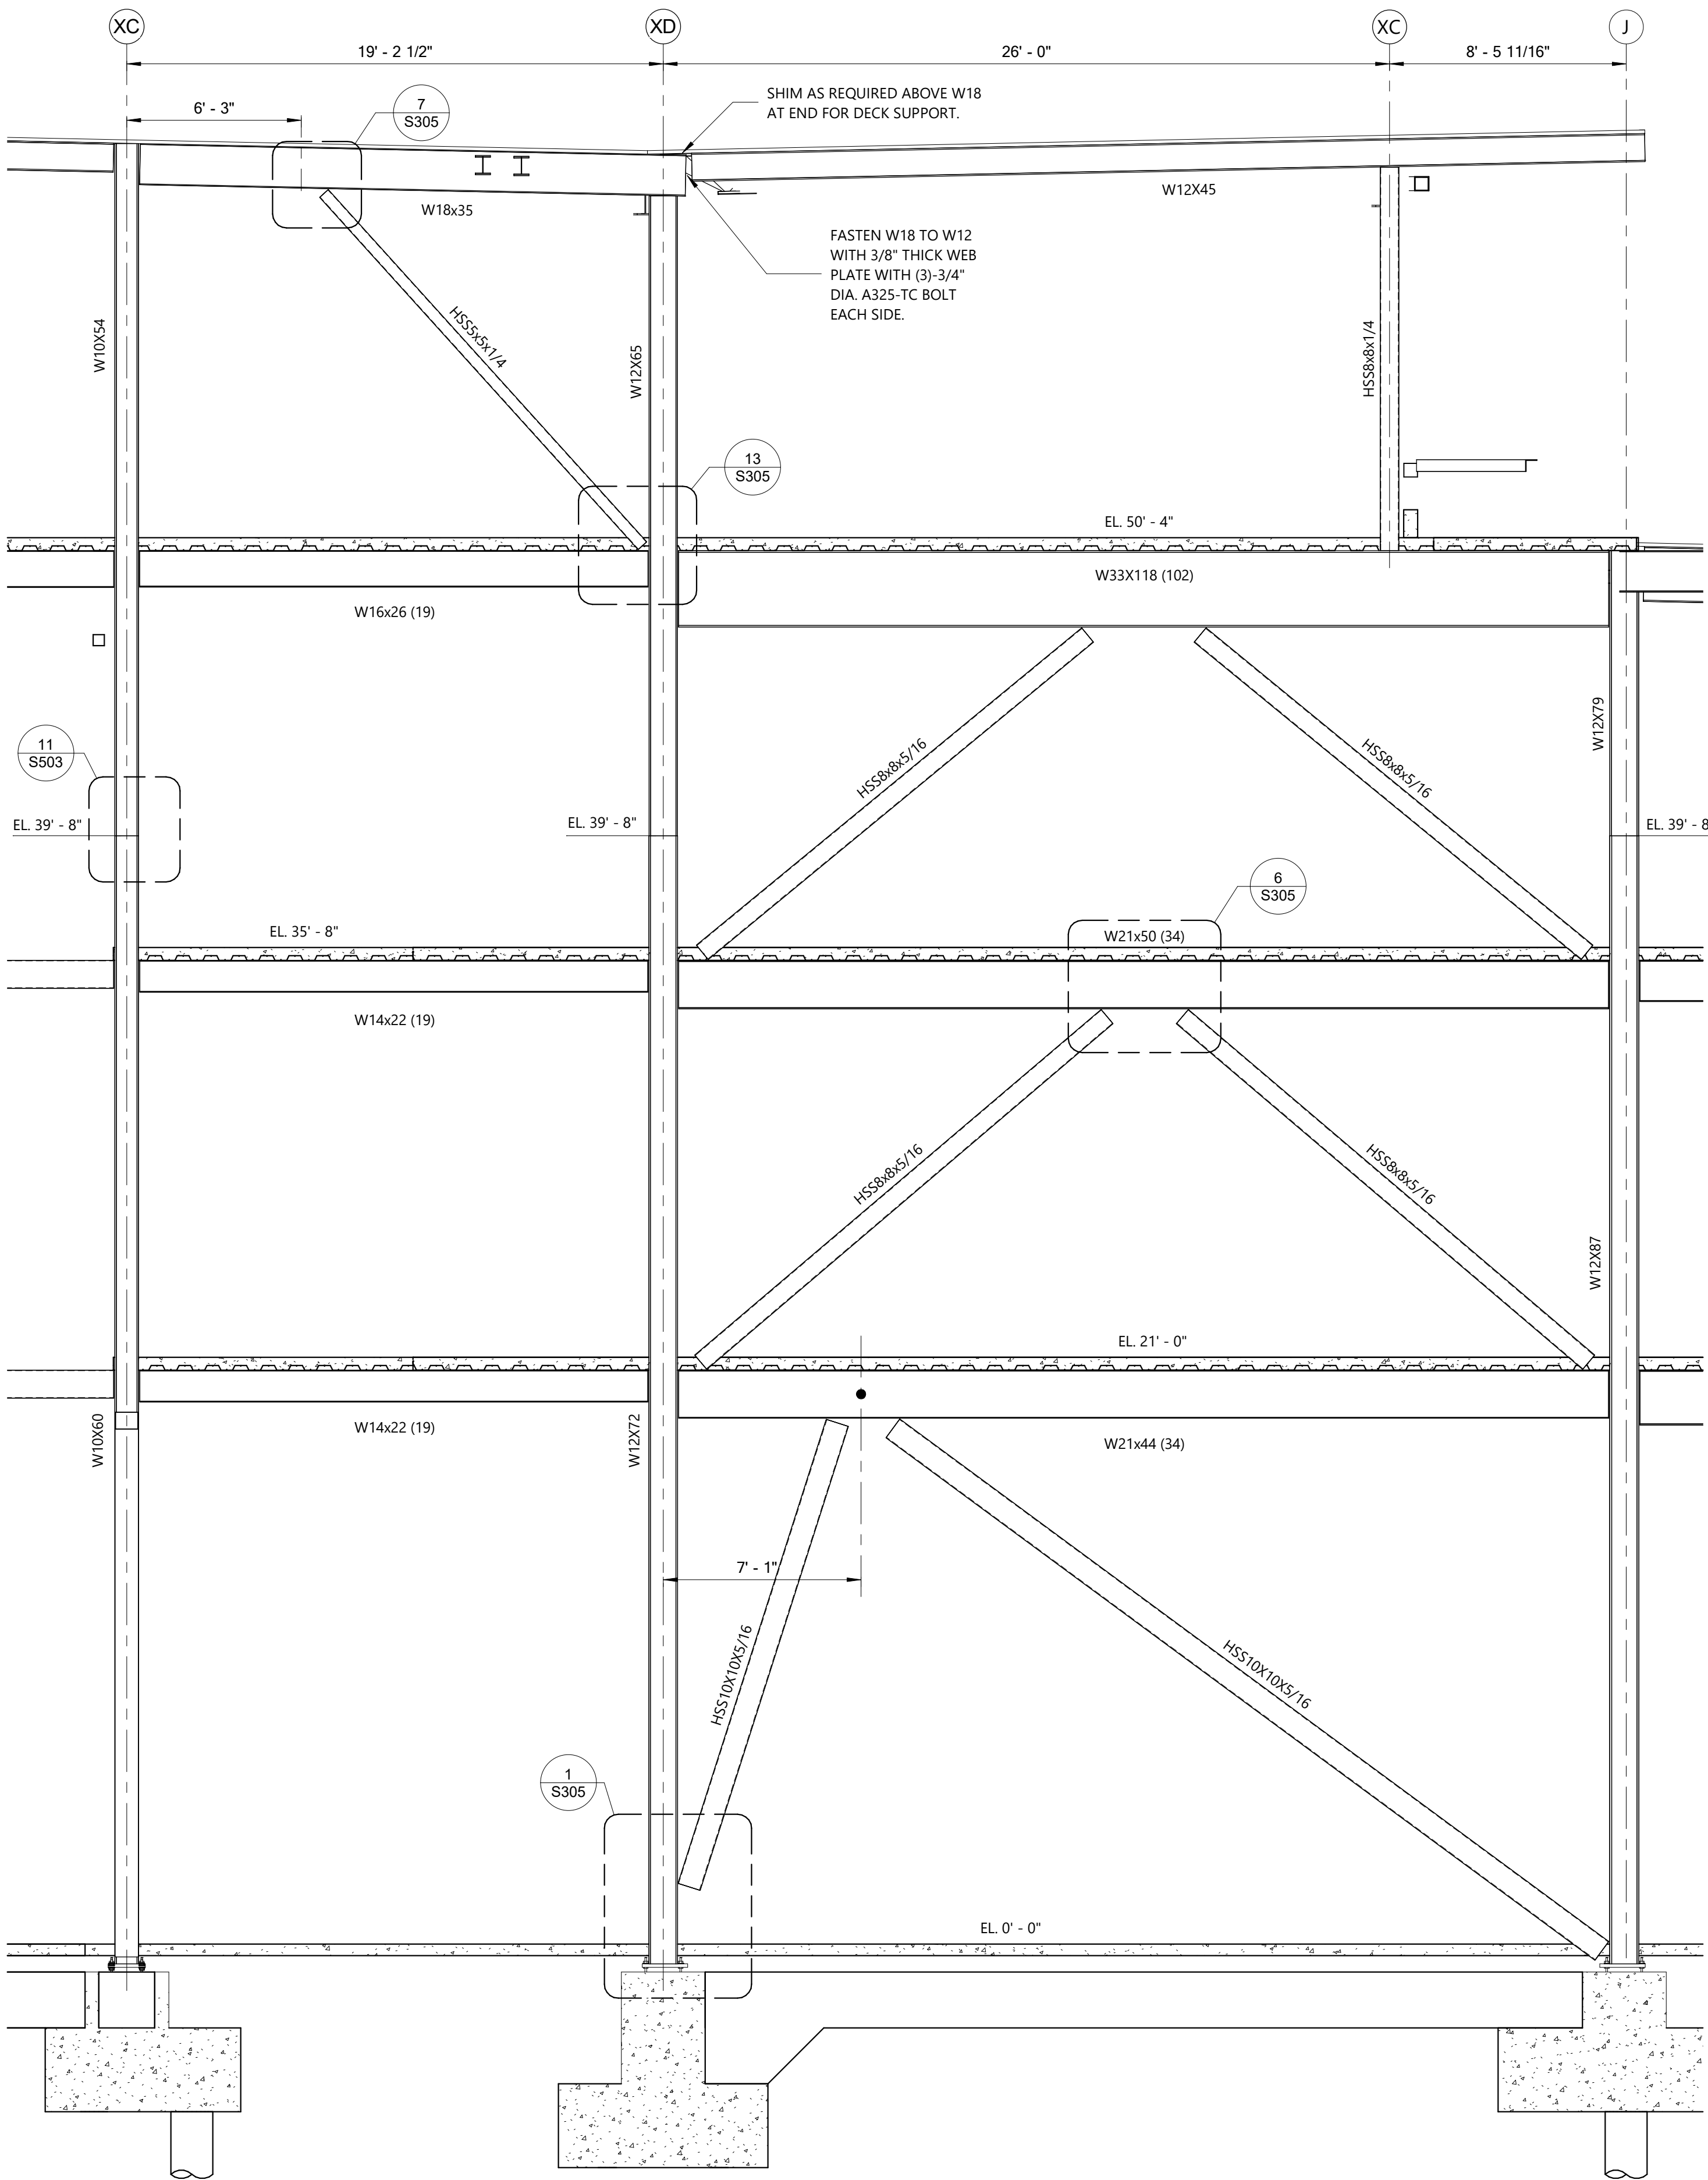 XC
XD
XC
J
19' - 2 1/2"
26' - 0"
8' - 5 11/16"
6' - 3"
7
S305
SHIM AS REQUIRED ABOVE W18
AT END FOR DECK SUPPORT.
W18x35
W12X45
FASTEN W18 TO W12
WITH 3/8" THICK WEB
PLATE WITH (3)-3/4"
DIA. A325-TC BOLT
EACH SIDE.
W10X54
HSS5x5x1/4
W12X65
HSS8x8x1/4
13
S305
EL. 50' - 4"
W33X118 (102)
W16x26 (19)
W12X79
11
S503
HSS8x8x5/16
HSS8x8x5/16
EL. 39' - 8"
EL. 39' - 8"
EL. 39' - 8
6
S305
EL. 35' - 8"
W21x50 (34)
W14x22 (19)
HSS8x8x5/16
HSS8x8x5/16
W12X87
EL. 21' - 0"
W10X60
W14x22 (19)
W12X72
W21x44 (34)
7' - 1"
HSS10X10X5/16
HSS10X10X5/16
1
S305
EL. 0' - 0"